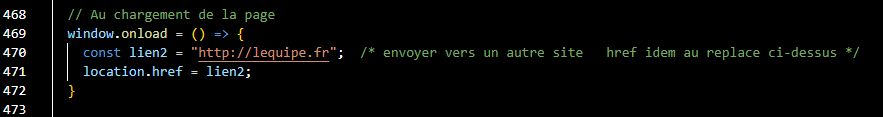 468 // Au chargement de la page
469 window.onload = () => {
470 const lien2 = "http://lequipe.fr"; /* envoyer vers un autre site href idem au replace ci-dessus */
471 location.href = lien2;
472 }
473